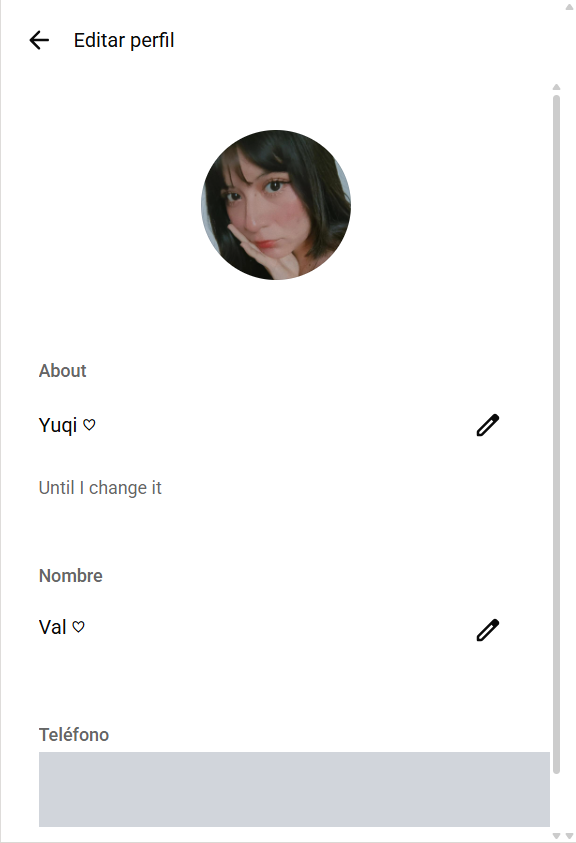 Editar perfil
About
Yuqi ♡
Until I change it
Nombre
Val ♡
Teléfono